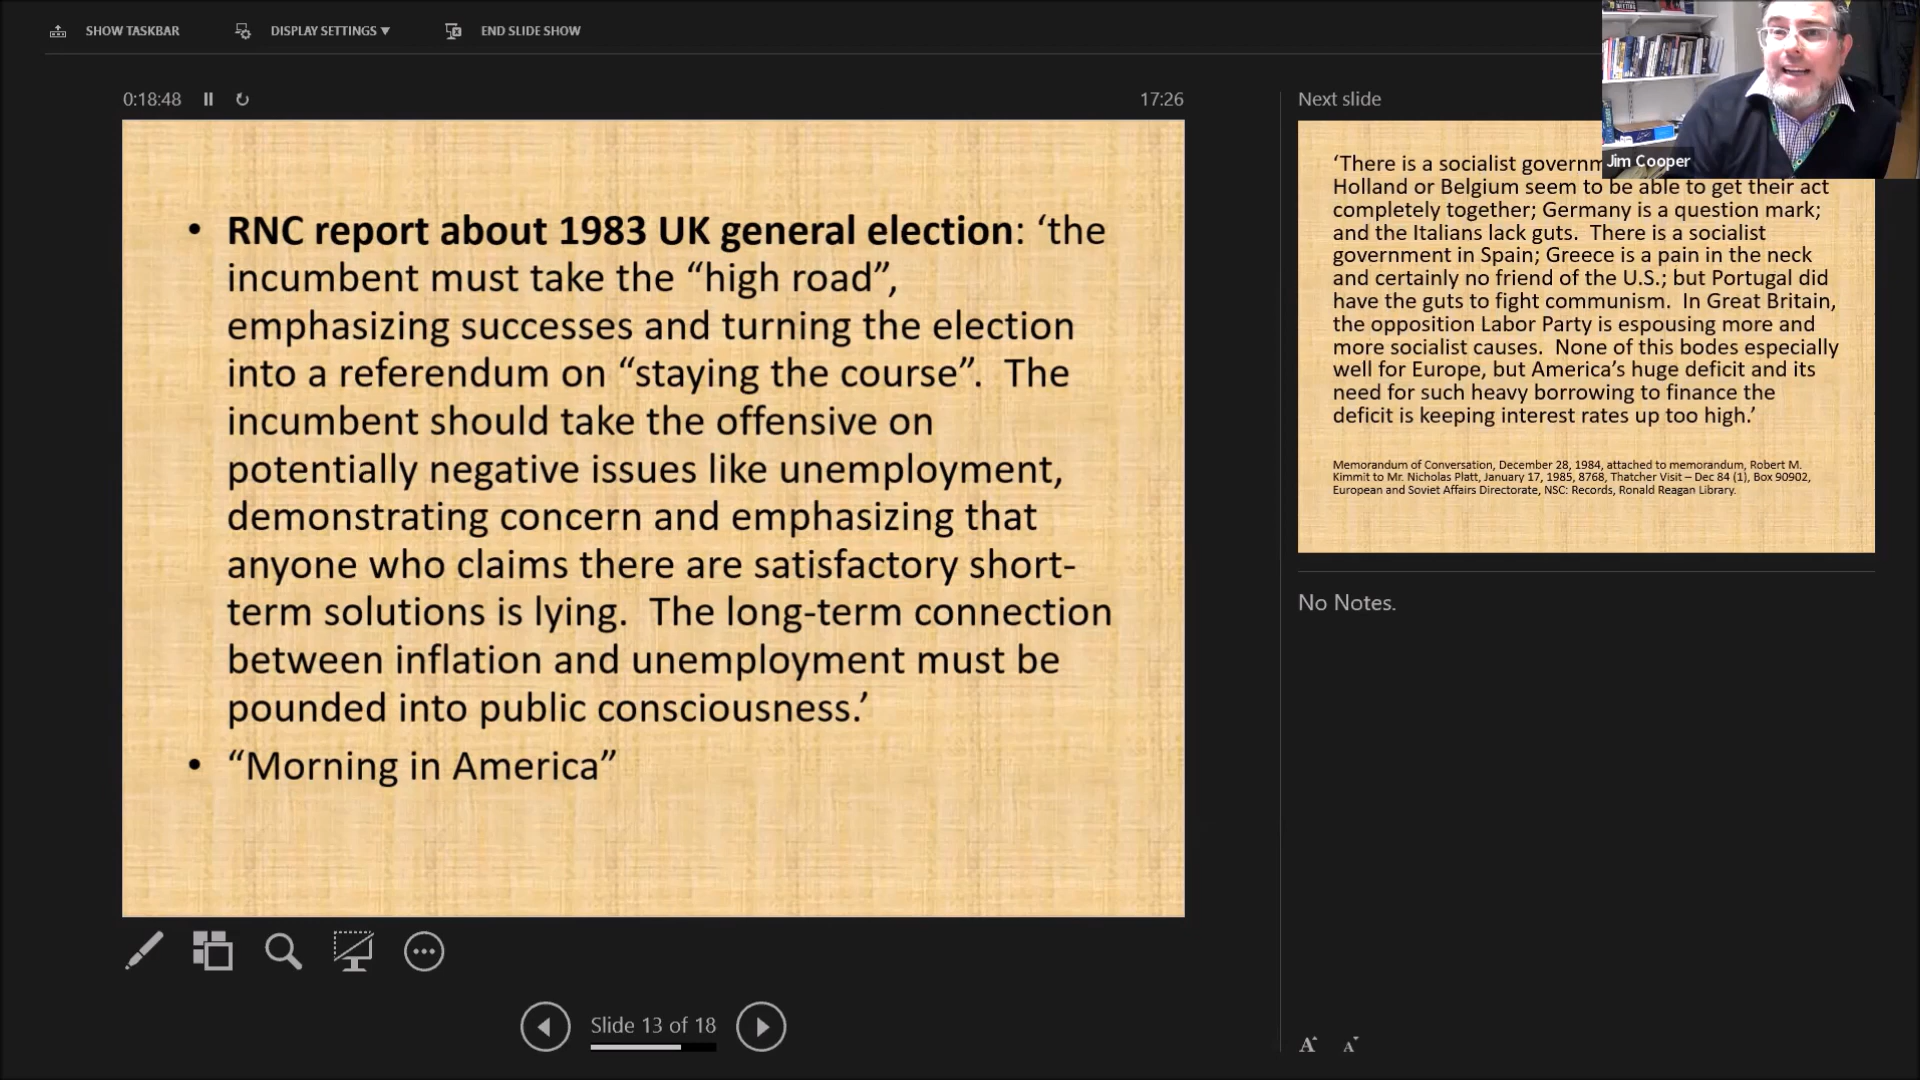 SHOW TASKBAR
DISPLAY SETTINGS ▼
END SLIDE SHOW
0:18:48
17:26
• RNC report about 1983 UK general election: ‘the
incumbent must take the “high road”,
emphasizing successes and turning the election
into a referendum on “staying the course”.  The
incumbent should take the offensive on
potentially negative issues like unemployment,
demonstrating concern and emphasizing that
anyone who claims there are satisfactory short-
term solutions is lying.  The long-term connection
between inflation and unemployment must be
pounded into public consciousness.’
• “Morning in America”
Slide 13 of 18
Next slide
Jim Cooper
‘There is a socialist
Holland or Belgium seem to be able to get their act
completely together; Germany is a question mark;
and the Italians lack guts.  There is a socialist
government in Spain; Greece is a pain in the neck
and certainly no friend of the U.S.; but Portugal did
have the guts to fight communism.  In Great Britain,
the opposition Labor Party is espousing more and
more socialist causes.  None of this bodes especially
well for Europe, but America’s huge deficit and its
need for such heavy borrowing to finance the
deficit is keeping interest rates up too high.’
Memorandum of Conversation, December 28, 1984, attached to memorandum, Robert M.
Kimmit to Mr. Nicholas Platt, January 17, 1985, 8768, Thatcher Visit – Dec 84 (1), Box 90902,
European and Soviet Affairs Directorate, NSC: Records, Ronald Reagan Library.
No Notes.
A A